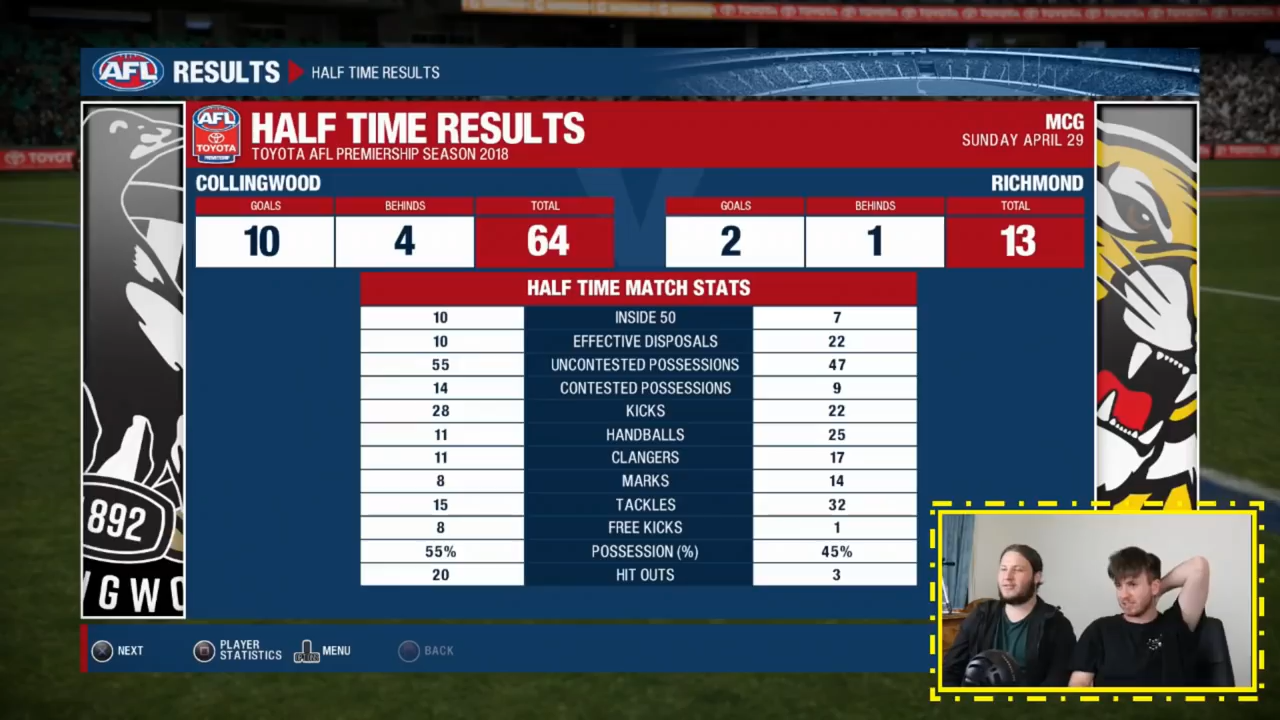 TOYOT
AFL RESULTS HALF TIME RESULTS
AFL
TOYOTA
PREMIERSHIP
HALF TIME RESULTS
TOYOTA AFL PREMIERSHIP SEASON 2018
MCG
SUNDAY APRIL 29
COLLINGWOOD RICHMOND
GOALS BEHINDS TOTAL GOALS BEHINDS TOTAL
10 4 64 2 1 13
HALF TIME MATCH STATS
10 INSIDE 50 7
10 EFFECTIVE DISPOSALS 22
55 UNCONTESTED POSSESSIONS 47
14 CONTESTED POSSESSIONS 9
28 KICKS 22
11 HANDBALLS 25
11 CLANGERS 17
8 MARKS 14
15 TACKLES 32
8 FREE KICKS 1
55% POSSESSION (%) 45%
20 HIT OUTS 3
892
GWO
NEXT
PLAYER
STATISTICS
OPTIONS
MENU
BACK